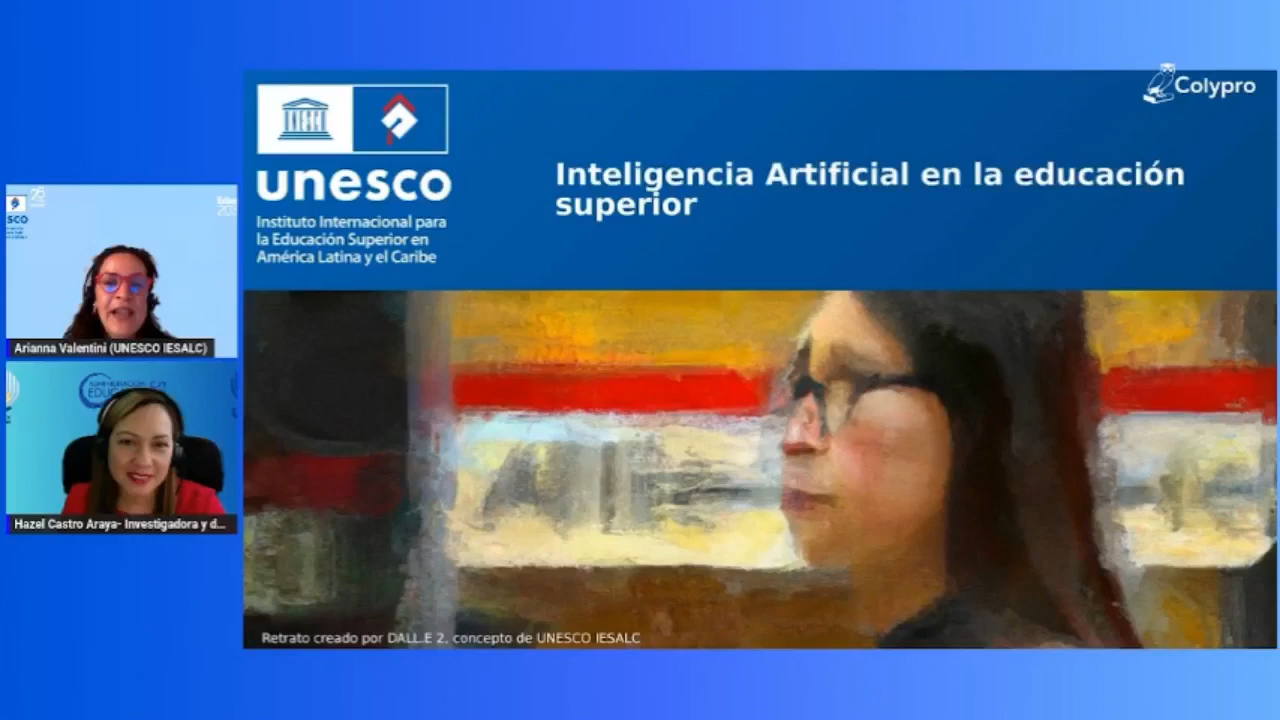 Colypro
UNESCO
unesco
Instituto Internacional para
la Educación Superior en
América Latina y el Caribe
Inteligencia Artificial en la educación
superior
Arianna Valentini (UNESCO IESALC)
Hazel Castro Araya- Investigadora y d...
Retrato creado por DALL.E 2, concepto de UNESCO IESALC